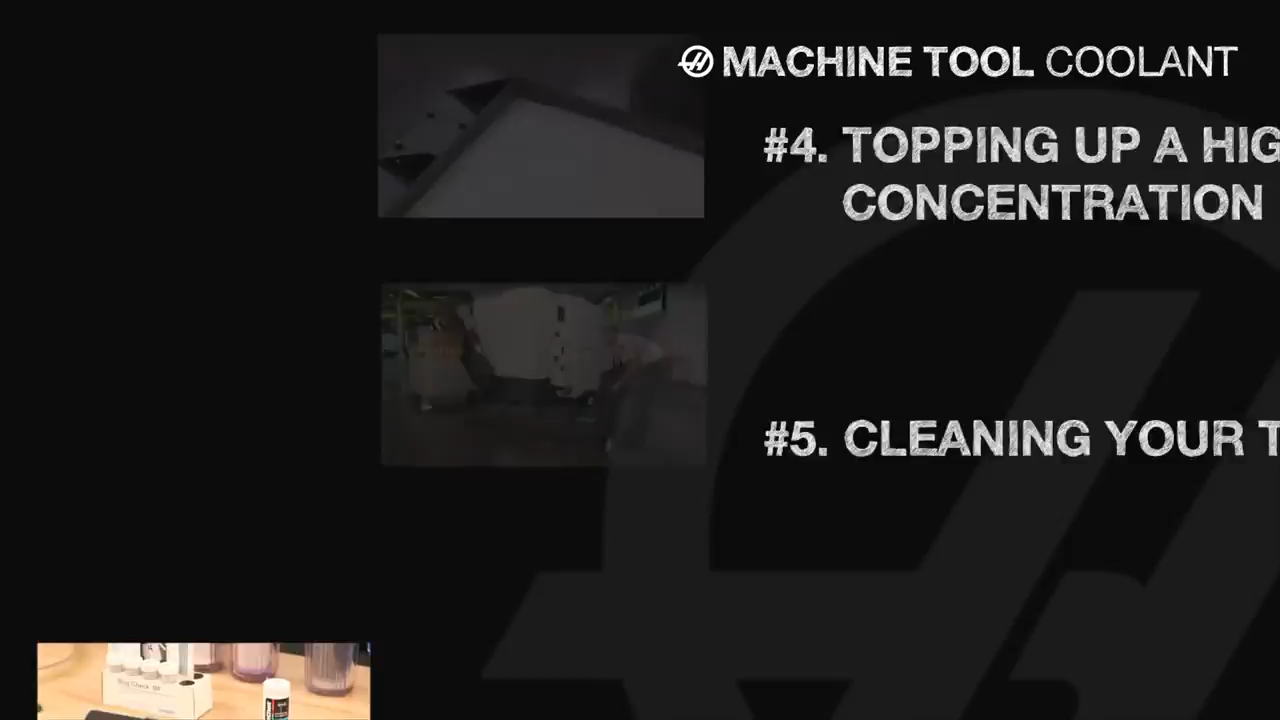 MACHINE TOOL COOLANT
#4. TOPPING UP A HIG
CONCENTRATION
#5. CLEANING YOUR T